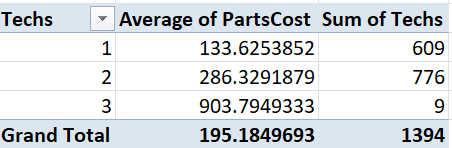 Techs Average of PartsCost Sum of Techs
1 133.6253852 609
2 286.3291879 776
3 903.7949333 9
Grand Total 195.1849693 1394